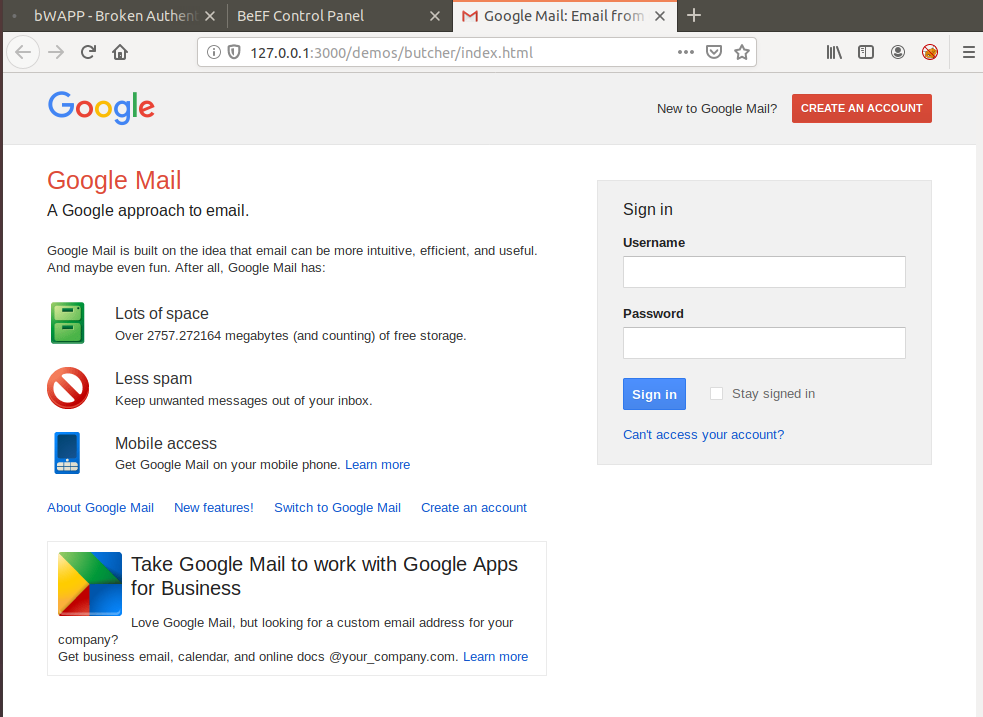 bWAPP - Broken Authent
BeEF Control Panel
Google Mail: Email from
127.0.0.1:3000/demos/butcher/index.html
Google
New to Google Mail?
CREATE AN ACCOUNT
Google Mail
A Google approach to email.
Google Mail is built on the idea that email can be more intuitive, efficient, and useful.
And maybe even fun. After all, Google Mail has:
Lots of space
Over 2757.272164 megabytes (and counting) of free storage.
Less spam
Keep unwanted messages out of your inbox.
Mobile access
Get Google Mail on your mobile phone. Learn more
About Google Mail
New features!
Switch to Google Mail
Create an account
Take Google Mail to work with Google Apps
for Business
Love Google Mail, but looking for a custom email address for your
company?
Get business email, calendar, and online docs @your_company.com. Learn more
Sign in
Username
Password
Sign in
Stay signed in
Can't access your account?